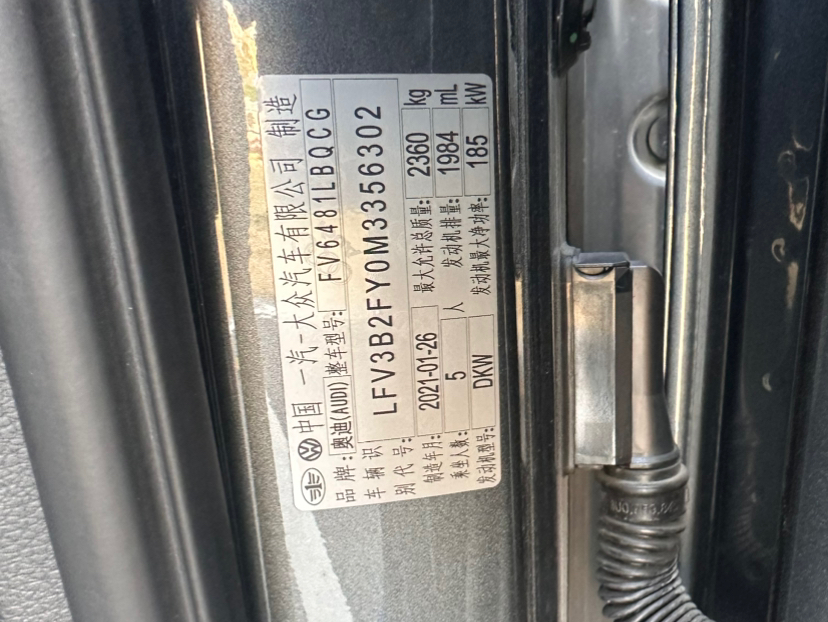 中国 一汽-大众汽车有限公司 制造
品牌: 奥迪(AUDI) 整车型号: FV6481LBQCG
车辆识别代号: LFV3B2FY0M3356302
制造年月: 2021-01-26 最大允许总质量: 2360 kg
乘坐人数: 5 人 发动机排量: 1984 mL
发动机型号: DKW 发动机最大净功率: 185 kW